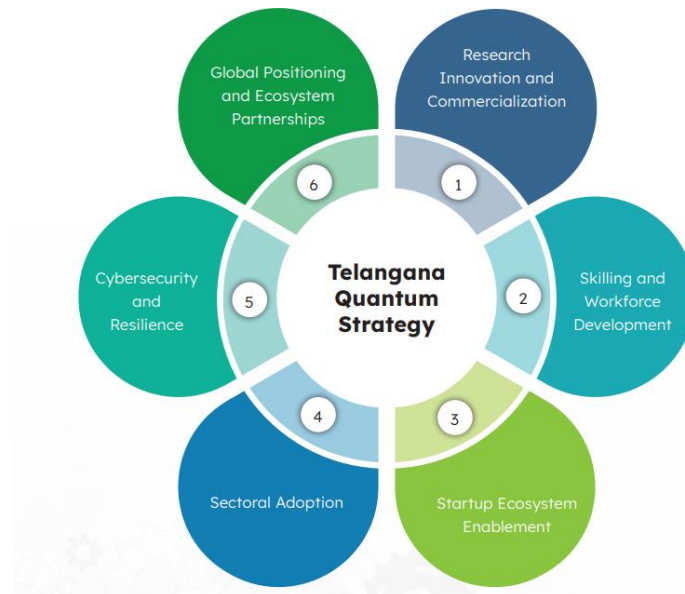 Telangana
Quantum
Strategy
1
Research
Innovation and
Commercialization
2
Skilling and
Workforce
Development
3
Startup Ecosystem
Enablement
4
Sectoral Adoption
5
Cybersecurity
and
Resilience
6
Global Positioning
and Ecosystem
Partnerships